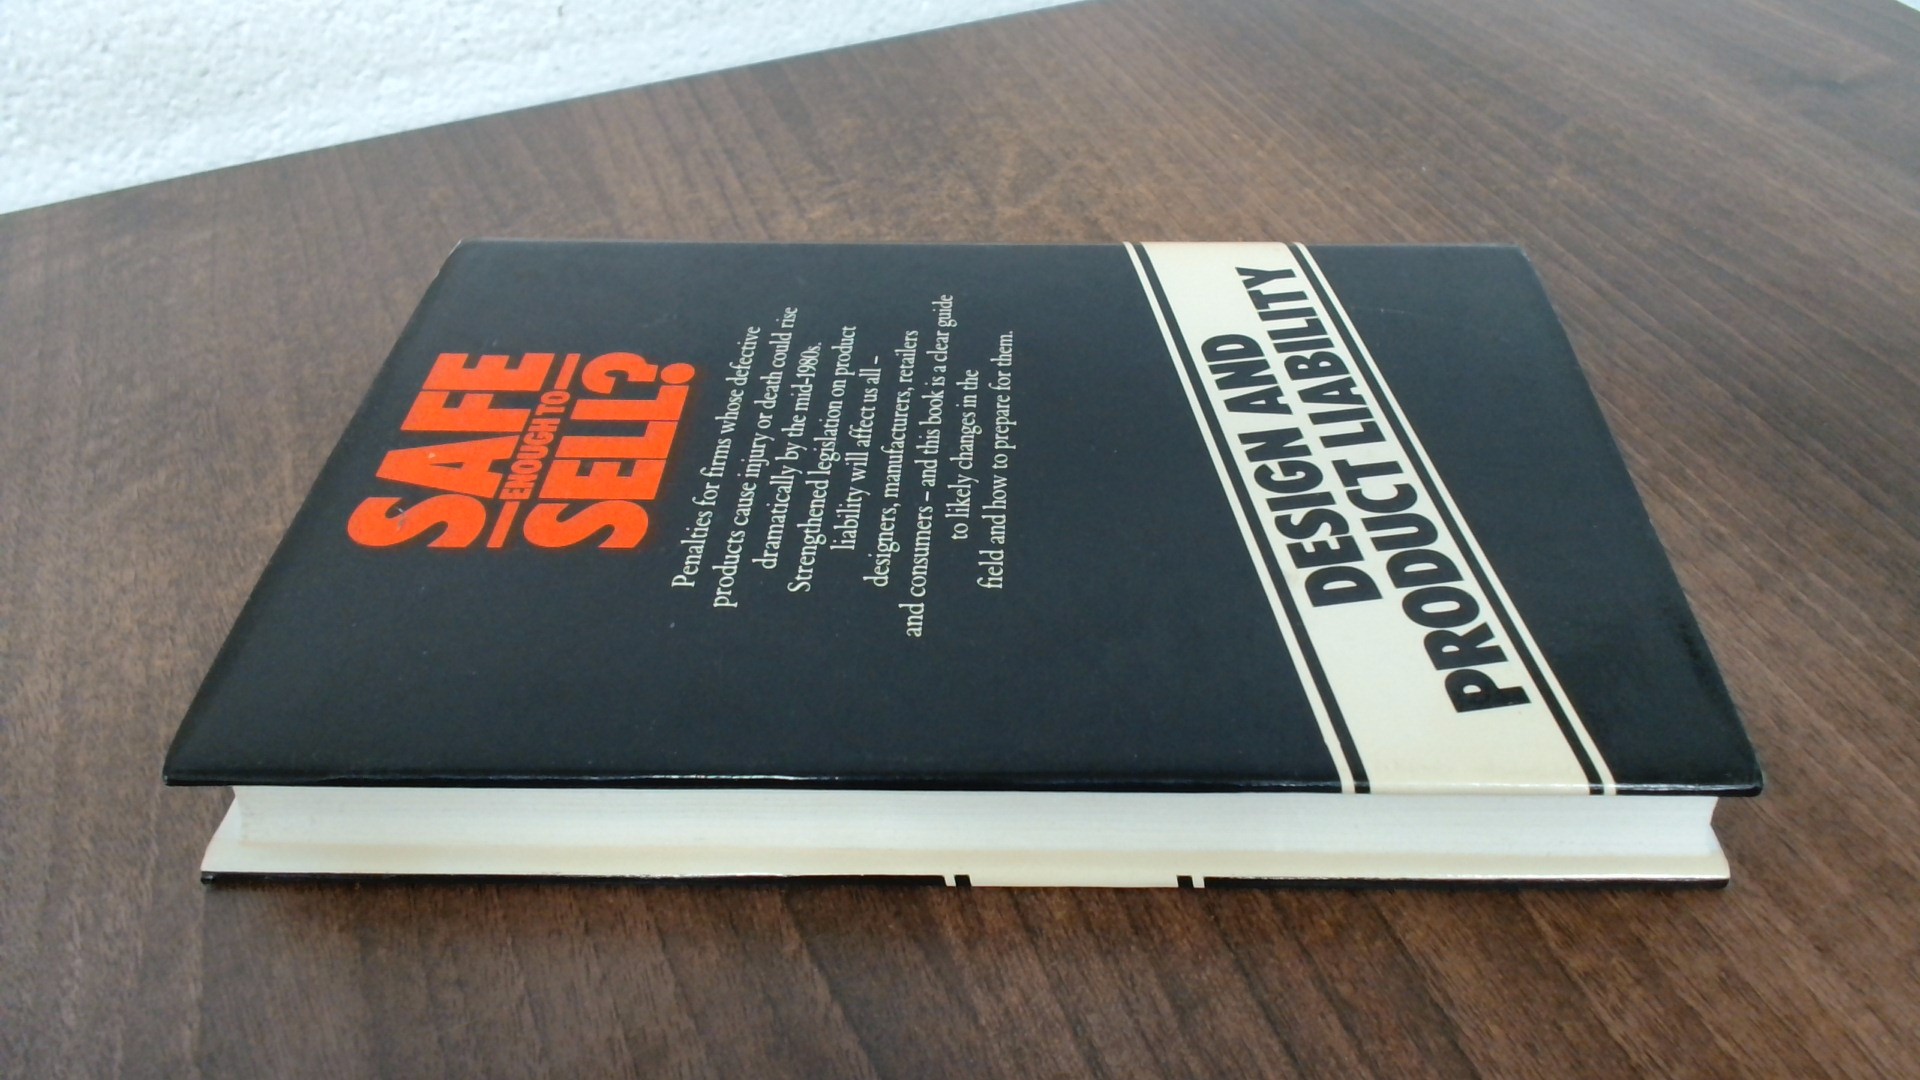 SAFE
ENOUGH TO
SELL?
Penalties for firms whose defective
products cause injury or death could rise
dramatically by the mid-1980s.
Strengthened legislation on product
liability will affect us all –
designers, manufacturers, retailers
and consumers – and this book is a clear guide
to likely changes in the
field and how to prepare for them.
DESIGN AND
PRODUCT LIABILITY